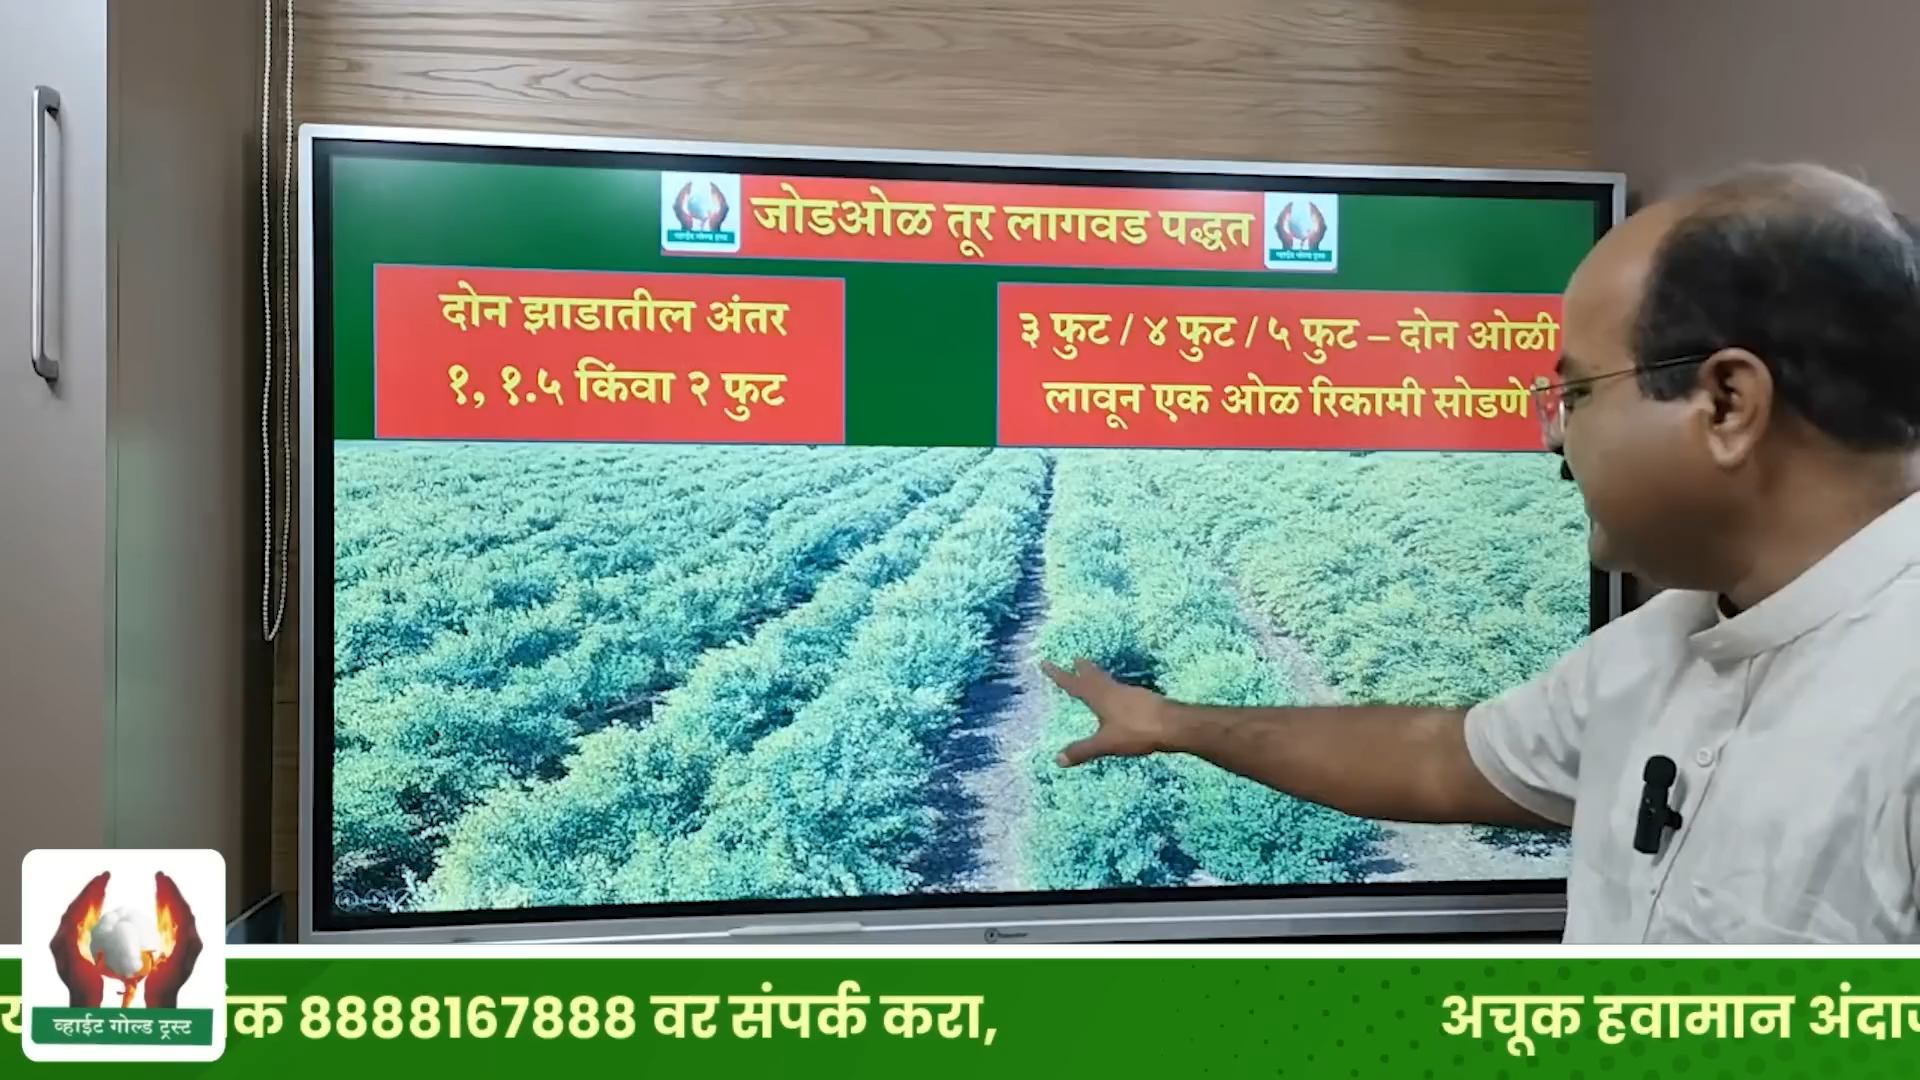 जोडओळ तूर लागवड पद्धत
दोन झाडातील अंतर
१, १.५ किंवा २ फुट
३ फुट / ४ फुट / ५ फुट – दोन ओळी
लावून एक ओळ रिकामी सोडणे
व्हाईट गोल्ड ट्रस्ट
8888167888 वर संपर्क करा,
अचूक हवामान